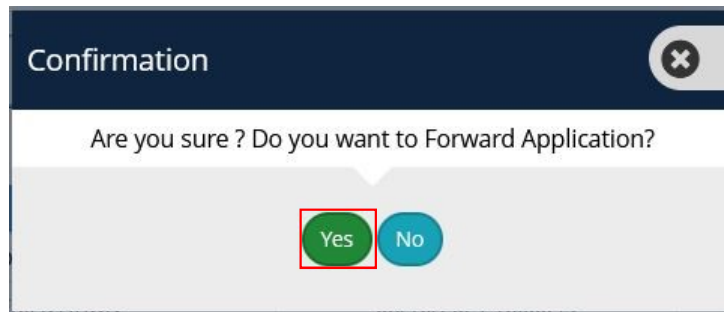 Confirmation
Are you sure ? Do you want to Forward Application?
Yes No